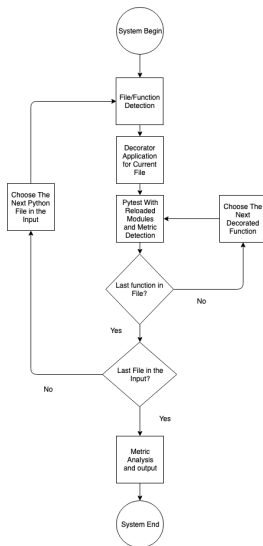 System Begin
File/Function
Detection
Decorator
Application
for Current
File
Choose The
Next Python
File in the
Input
Pytest With
Reloaded
Modules
and Metric
Detection
Choose The
Next
Decorated
Function
Last function in
File?
No
Yes
Last File in the
Input?
No
Yes
Metric
Analysis
and output
System End